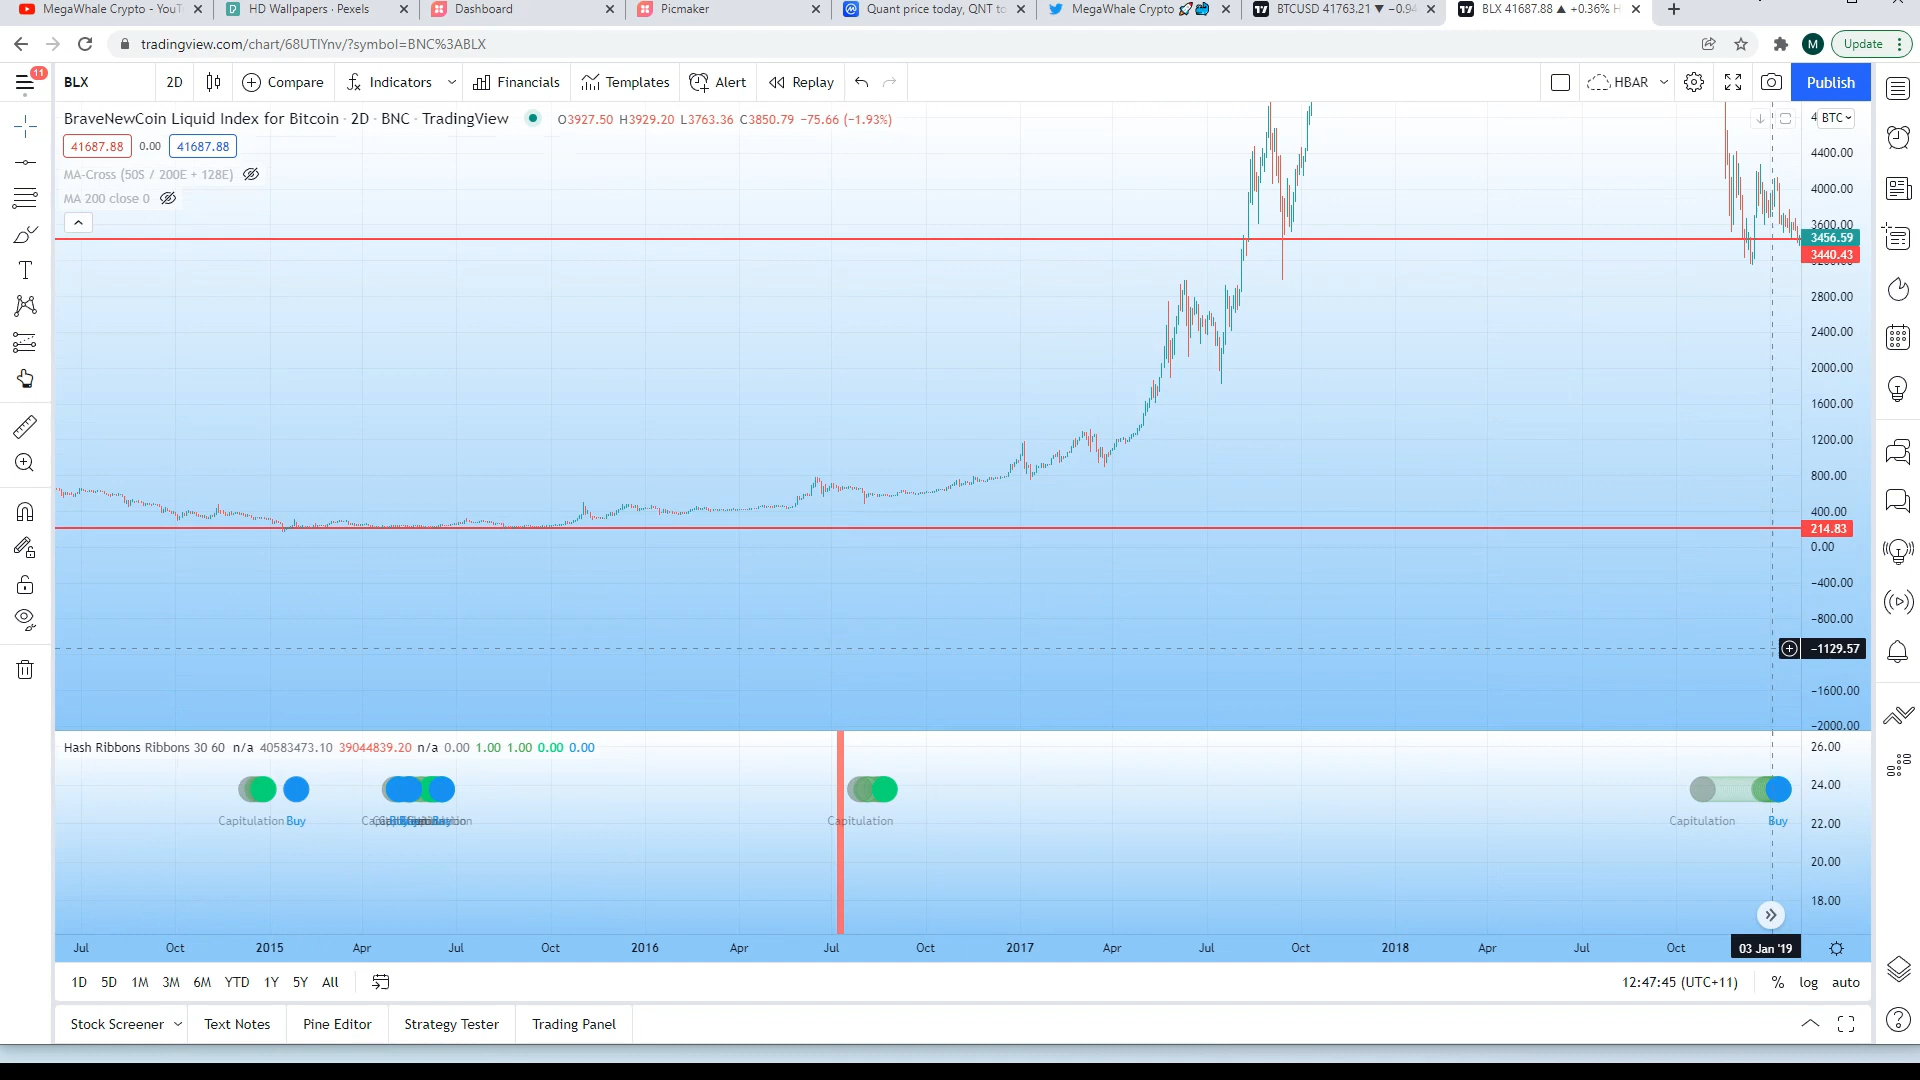 MegaWhale Crypto - YouT
HD Wallpapers · Pexels
Dashboard
Picmaker
Quant price today, QNT to
MegaWhale Crypto 🚀
BTCUSD 41763.21 ▼ −0.94
BLX 41687.88 ▲ +0.36% H
tradingview.com/chart/68UTIYnv/?symbol=BNC%3ABLX
M
Update
11
BLX
2D
Compare
Indicators
Financials
Templates
Alert
Replay
HBAR
Publish
BraveNewCoin Liquid Index for Bitcoin · 2D · BNC · TradingView
O3927.50 H3929.20 L3763.36 C3850.79 −75.66 (−1.93%)
BTC
41687.88 0.00 41687.88
MA-Cross (50S / 200E + 128E)
MA 200 close 0
4400.00
4000.00
3600.00
3456.59
3440.43
2800.00
2400.00
2000.00
1600.00
1200.00
800.00
400.00
214.83
0.00
−400.00
−800.00
−1129.57
−1600.00
−2000.00
Hash Ribbons Ribbons 30 60 n/a 40583473.10 39044839.20 n/a 0.00 1.00 1.00 0.00 0.00
26.00
24.00
22.00
20.00
18.00
Capitulation Buy
Capitulation
Capitulation Buy
Jul Oct 2015 Apr Jul Oct 2016 Apr Jul Oct 2017 Apr Jul Oct 2018 Apr Jul Oct 03 Jan '19
1D 5D 1M 3M 6M YTD 1Y 5Y All
12:47:45 (UTC+11) % log auto
Stock Screener Text Notes Pine Editor Strategy Tester Trading Panel